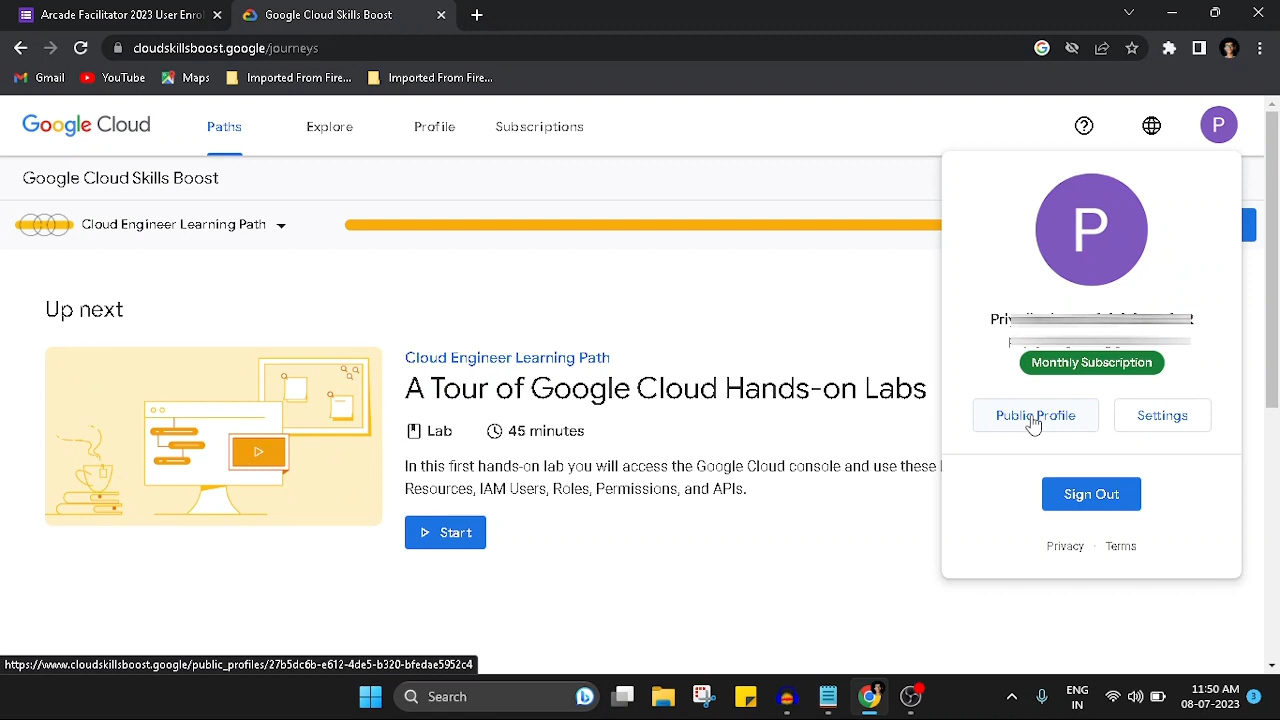 Arcade Facilitator 2023 User Enrol
Google Cloud Skills Boost
cloudskillsboost.google/journeys
Gmail
YouTube
Maps
Imported From Fire...
Imported From Fire...
Google Cloud
Paths
Explore
Profile
Subscriptions
P
Google Cloud Skills Boost
Cloud Engineer Learning Path
P
Monthly Subscription
Public Profile
Settings
Sign Out
Privacy · Terms
Up next
Cloud Engineer Learning Path
A Tour of Google Cloud Hands-on Labs
Lab
45 minutes
In this first hands-on lab you will access the Google Cloud console and use these
Resources, IAM Users, Roles, Permissions, and APIs.
Start
https://www.cloudskillsboost.google/public_profiles/27b5dc6b-e612-4de5-b320-bfedae5952c4
Search
ENG
IN
11:50 AM
08-07-2023
3